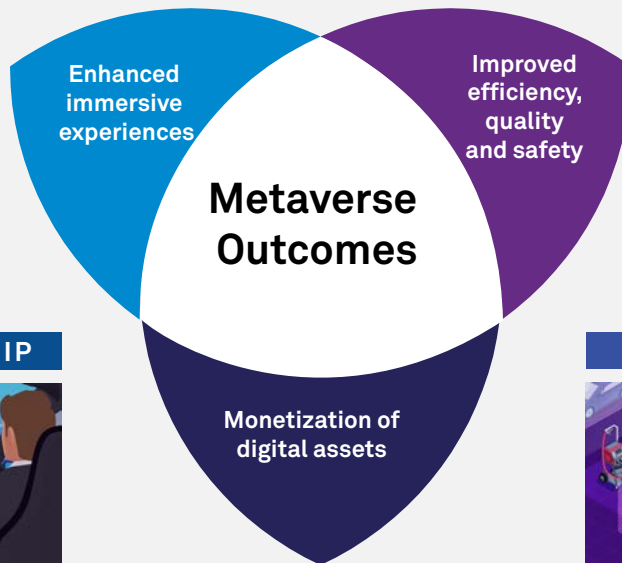 Enhanced
immersive
experiences
Improved
efficiency,
quality
and safety
Metaverse
Outcomes
IP
Monetization of
digital assets